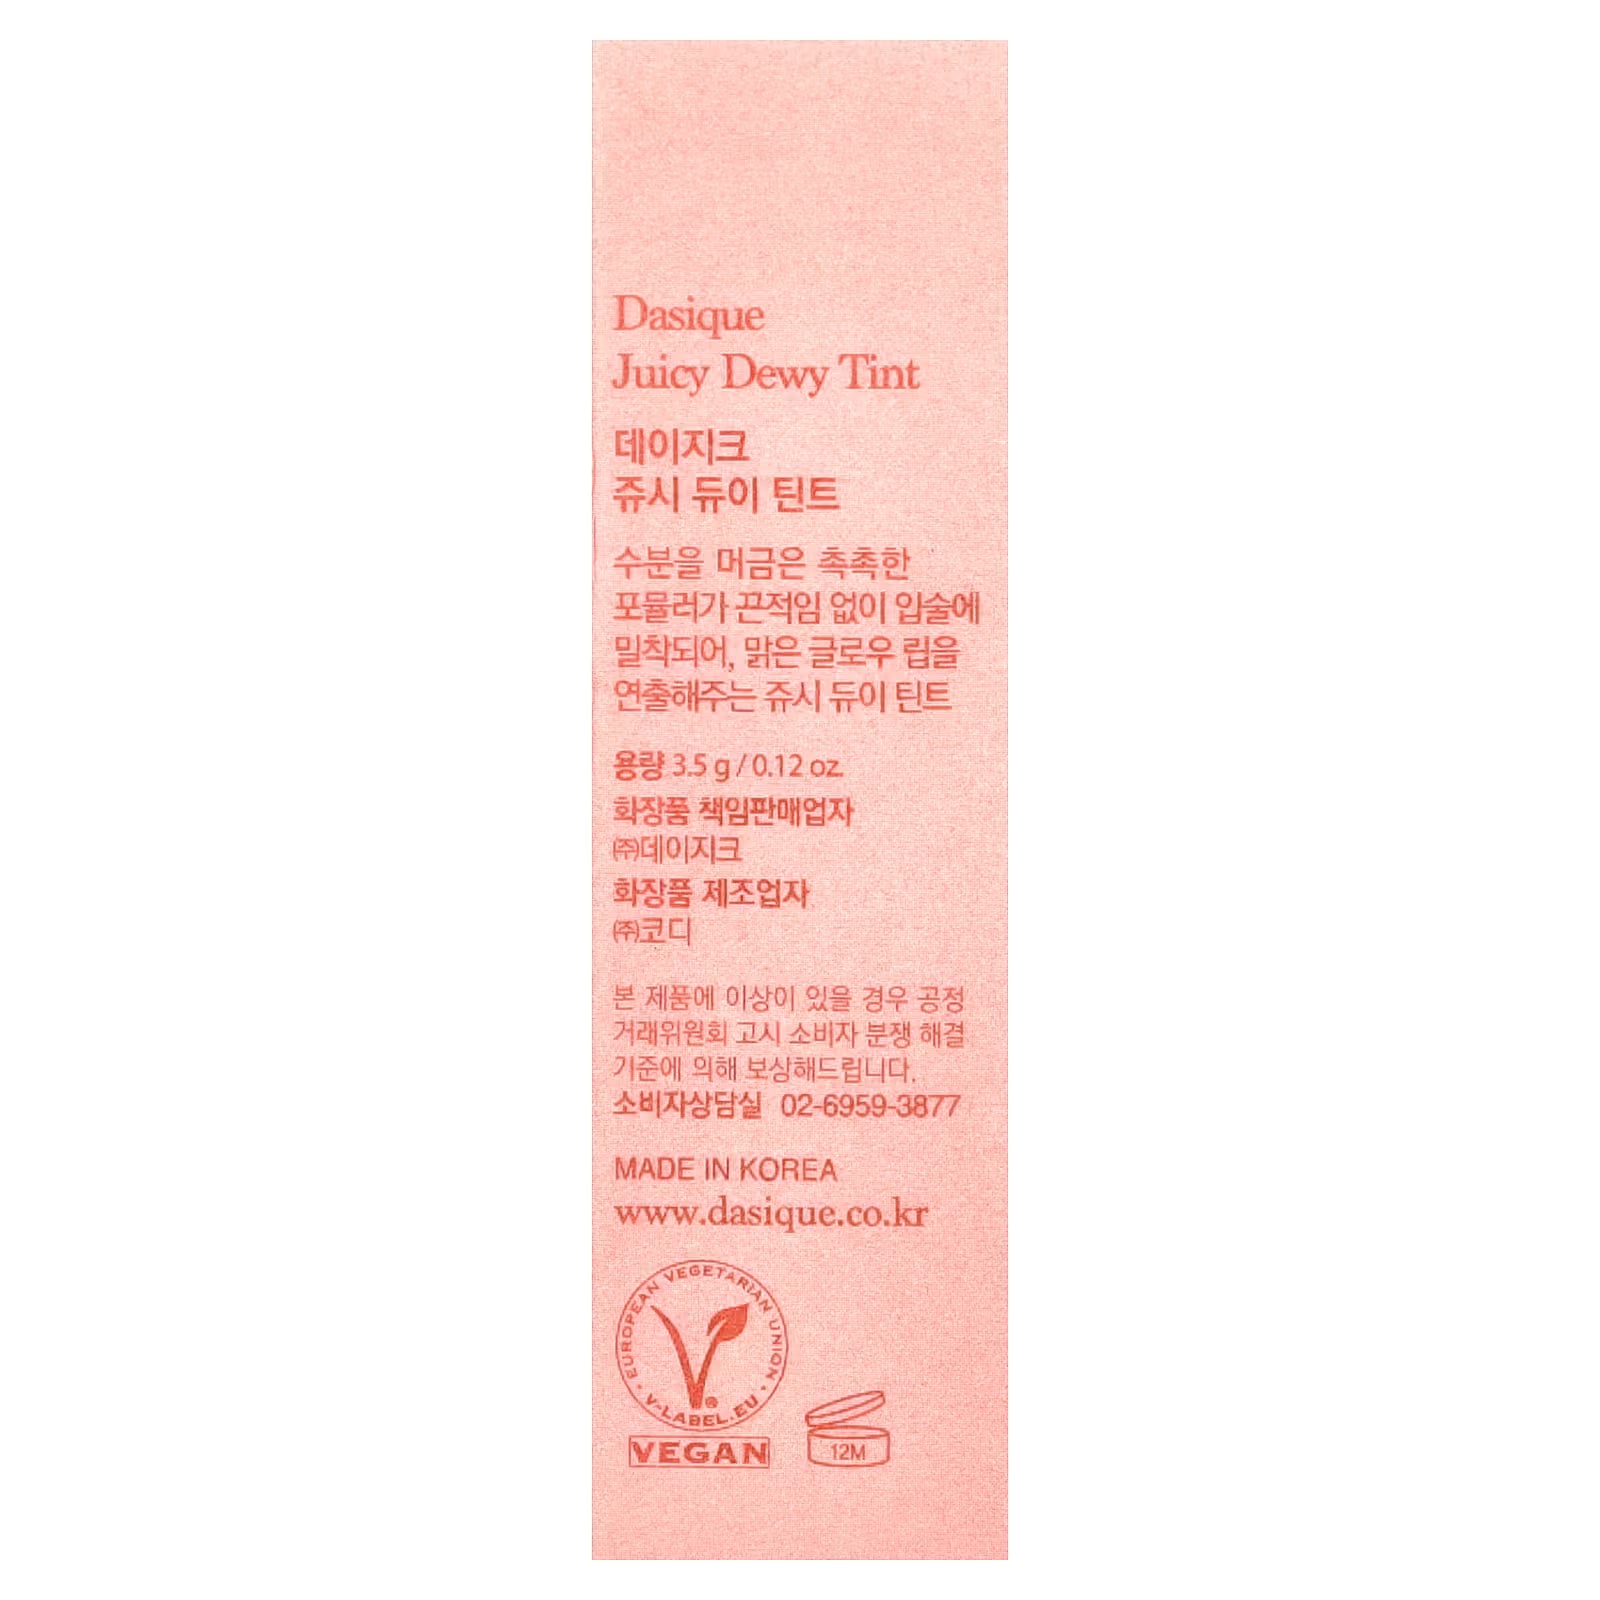 Dasique
Juicy Dewy Tint
데이지크
쥬시 듀이 틴트
수분을 머금은 촉촉한
포뮬러가 끈적임 없이 입술에
밀착되어, 맑은 글로우 립을
연출해주는 쥬시 듀이 틴트
용량 3.5 g / 0.12 oz.
화장품 책임판매업자
㈜데이지크
화장품 제조업자
㈜코디
본 제품에 이상이 있을 경우 공정
거래위원회 고시 소비자 분쟁 해결
기준에 의해 보상해드립니다.
소비자상담실 02-6959-3877
MADE IN KOREA
www.dasique.co.kr
EUROPEAN VEGETARIAN UNION
V-LABEL.EU
VEGAN
12M